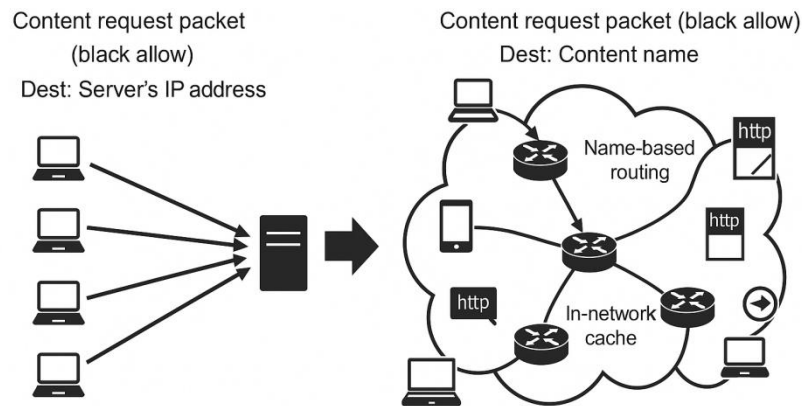 Content request packet
(black allow)
Dest: Server's IP address
Content request packet (black allow)
Dest: Content name
Name-based
routing
http
http
http
In-network
cache